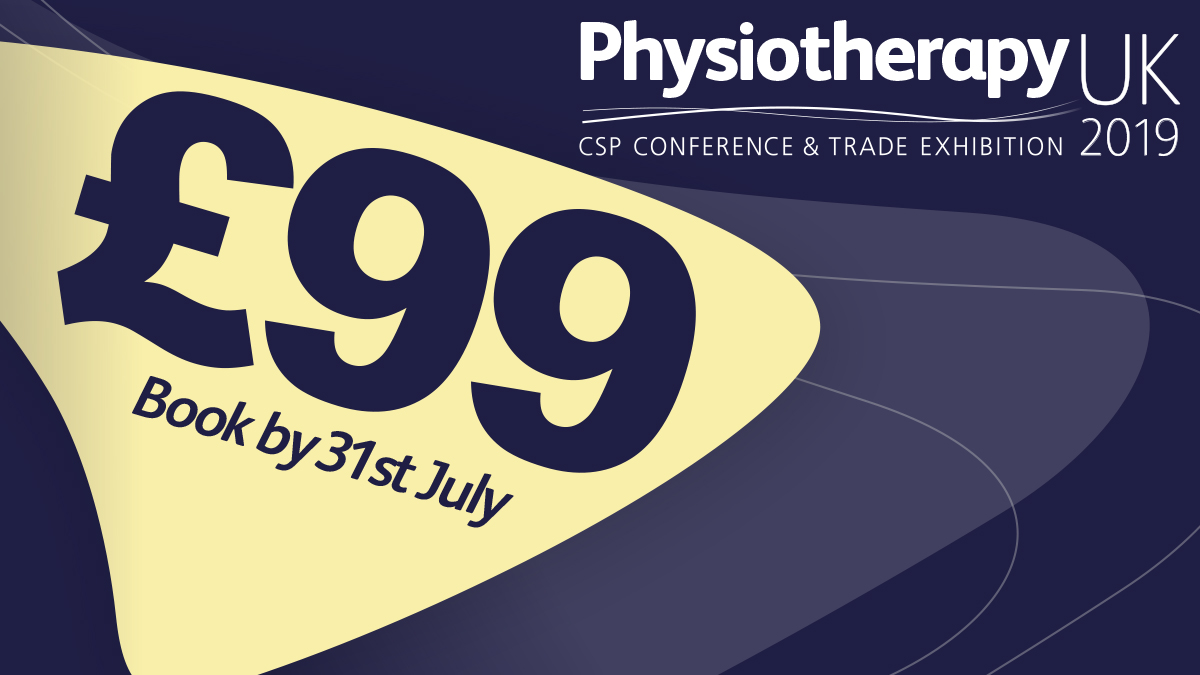 Physiotherapy UK
CSP CONFERENCE & TRADE EXHIBITION 2019
£99
Book by 31st July